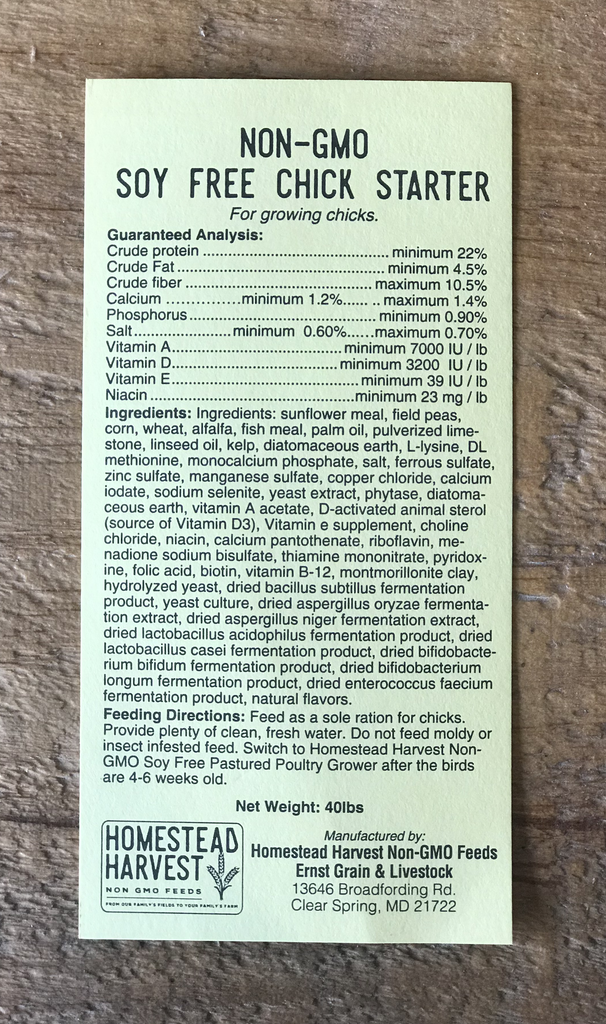 NON-GMO
SOY FREE CHICK STARTER
For growing chicks.
Guaranteed Analysis:
Crude protein ............................................. minimum 22%
Crude Fat.................................................. minimum 4.5%
Crude fiber ............................................. maximum 10.5%
Calcium ..................minimum 1.2%...... .. maximum 1.4%
Phosphorus............................................. minimum 0.90%
Salt........................minimum 0.60%......maximum 0.70%
Vitamin A.........................................minimum 7000 IU / lb
Vitamin D........................................minimum 3200 IU / lb
Vitamin E.............................................minimum 39 IU / lb
Niacin..................................................minimum 23 mg / lb
Ingredients: Ingredients: sunflower meal, field peas,
corn, wheat, alfalfa, fish meal, palm oil, pulverized lime-
stone, linseed oil, kelp, diatomaceous earth, L-lysine, DL
methionine, monocalcium phosphate, salt, ferrous sulfate,
zinc sulfate, manganese sulfate, copper chloride, calcium
iodate, sodium selenite, yeast extract, phytase, diatoma-
ceous earth, vitamin A acetate, D-activated animal sterol
(source of Vitamin D3), Vitamin e supplement, choline
chloride, niacin, calcium pantothenate, riboflavin, me-
nadione sodium bisulfate, thiamine mononitrate, pyridox-
ine, folic acid, biotin, vitamin B-12, montmorillonite clay,
hydrolyzed yeast, dried bacillus subtillus fermentation
product, yeast culture, dried aspergillus oryzae fermenta-
tion extract, dried aspergillus niger fermentation extract,
dried lactobacillus acidophilus fermentation product, dried
lactobacillus casei fermentation product, dried bifidobacte-
rium bifidum fermentation product, dried bifidobacterium
longum fermentation product, dried enterococcus faecium
fermentation product, natural flavors.
Feeding Directions: Feed as a sole ration for chicks.
Provide plenty of clean, fresh water. Do not feed moldy or
insect infested feed. Switch to Homestead Harvest Non-
GMO Soy Free Pastured Poultry Grower after the birds
are 4-6 weeks old.
Net Weight: 40lbs
HOMESTEAD
HARVEST
NON GMO FEEDS
FROM OUR FAMILY'S FIELDS TO YOUR FAMILY'S FARM
Manufactured by:
Homestead Harvest Non-GMO Feeds
Ernst Grain & Livestock
13646 Broadfording Rd.
Clear Spring, MD 21722